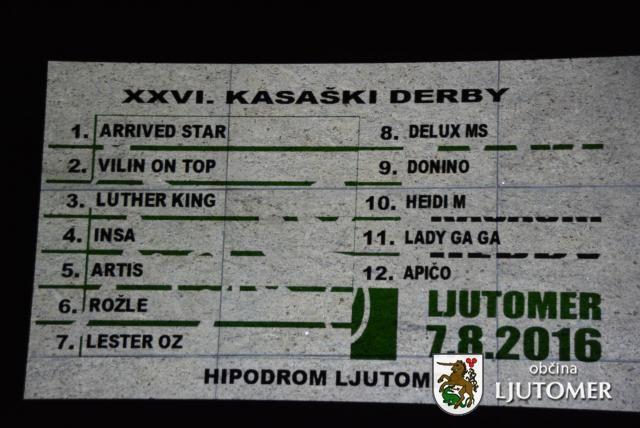 XXVI. KASAŠKI DERBY
1. ARRIVED STAR
2. VILIN ON TOP
3. LUTHER KING
4. INSA
5. ARTIS
6. ROŽLE
7. LESTER OZ
8. DELUX MS
9. DONINO
10. HEIDI M
11. LADY GA GA
12. APIČO
LJUTOMER
7.8.2016
HIPODROM LJUTOM
občina
LJUTOMER